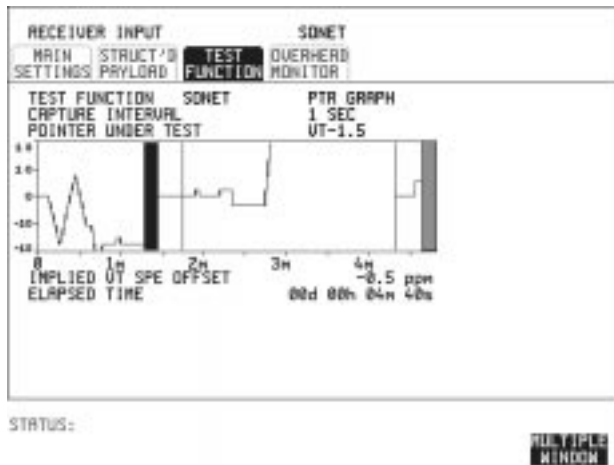 RECEIVER INPUT SONET
MAIN SETTINGS STRUCT'D PAYLOAD TEST FUNCTION OVERHEAD MONITOR
TEST FUNCTION SONET PTR GRAPH
CAPTURE INTERVAL 1 SEC
POINTER UNDER TEST VT-1.5
10
0
-10
0 1M 2M 3M 4M
IMPLIED VT SPE OFFSET -0.5 ppm
ELAPSED TIME 00d 00h 04m 40s
STATUS:
MULTIPLE WINDOW